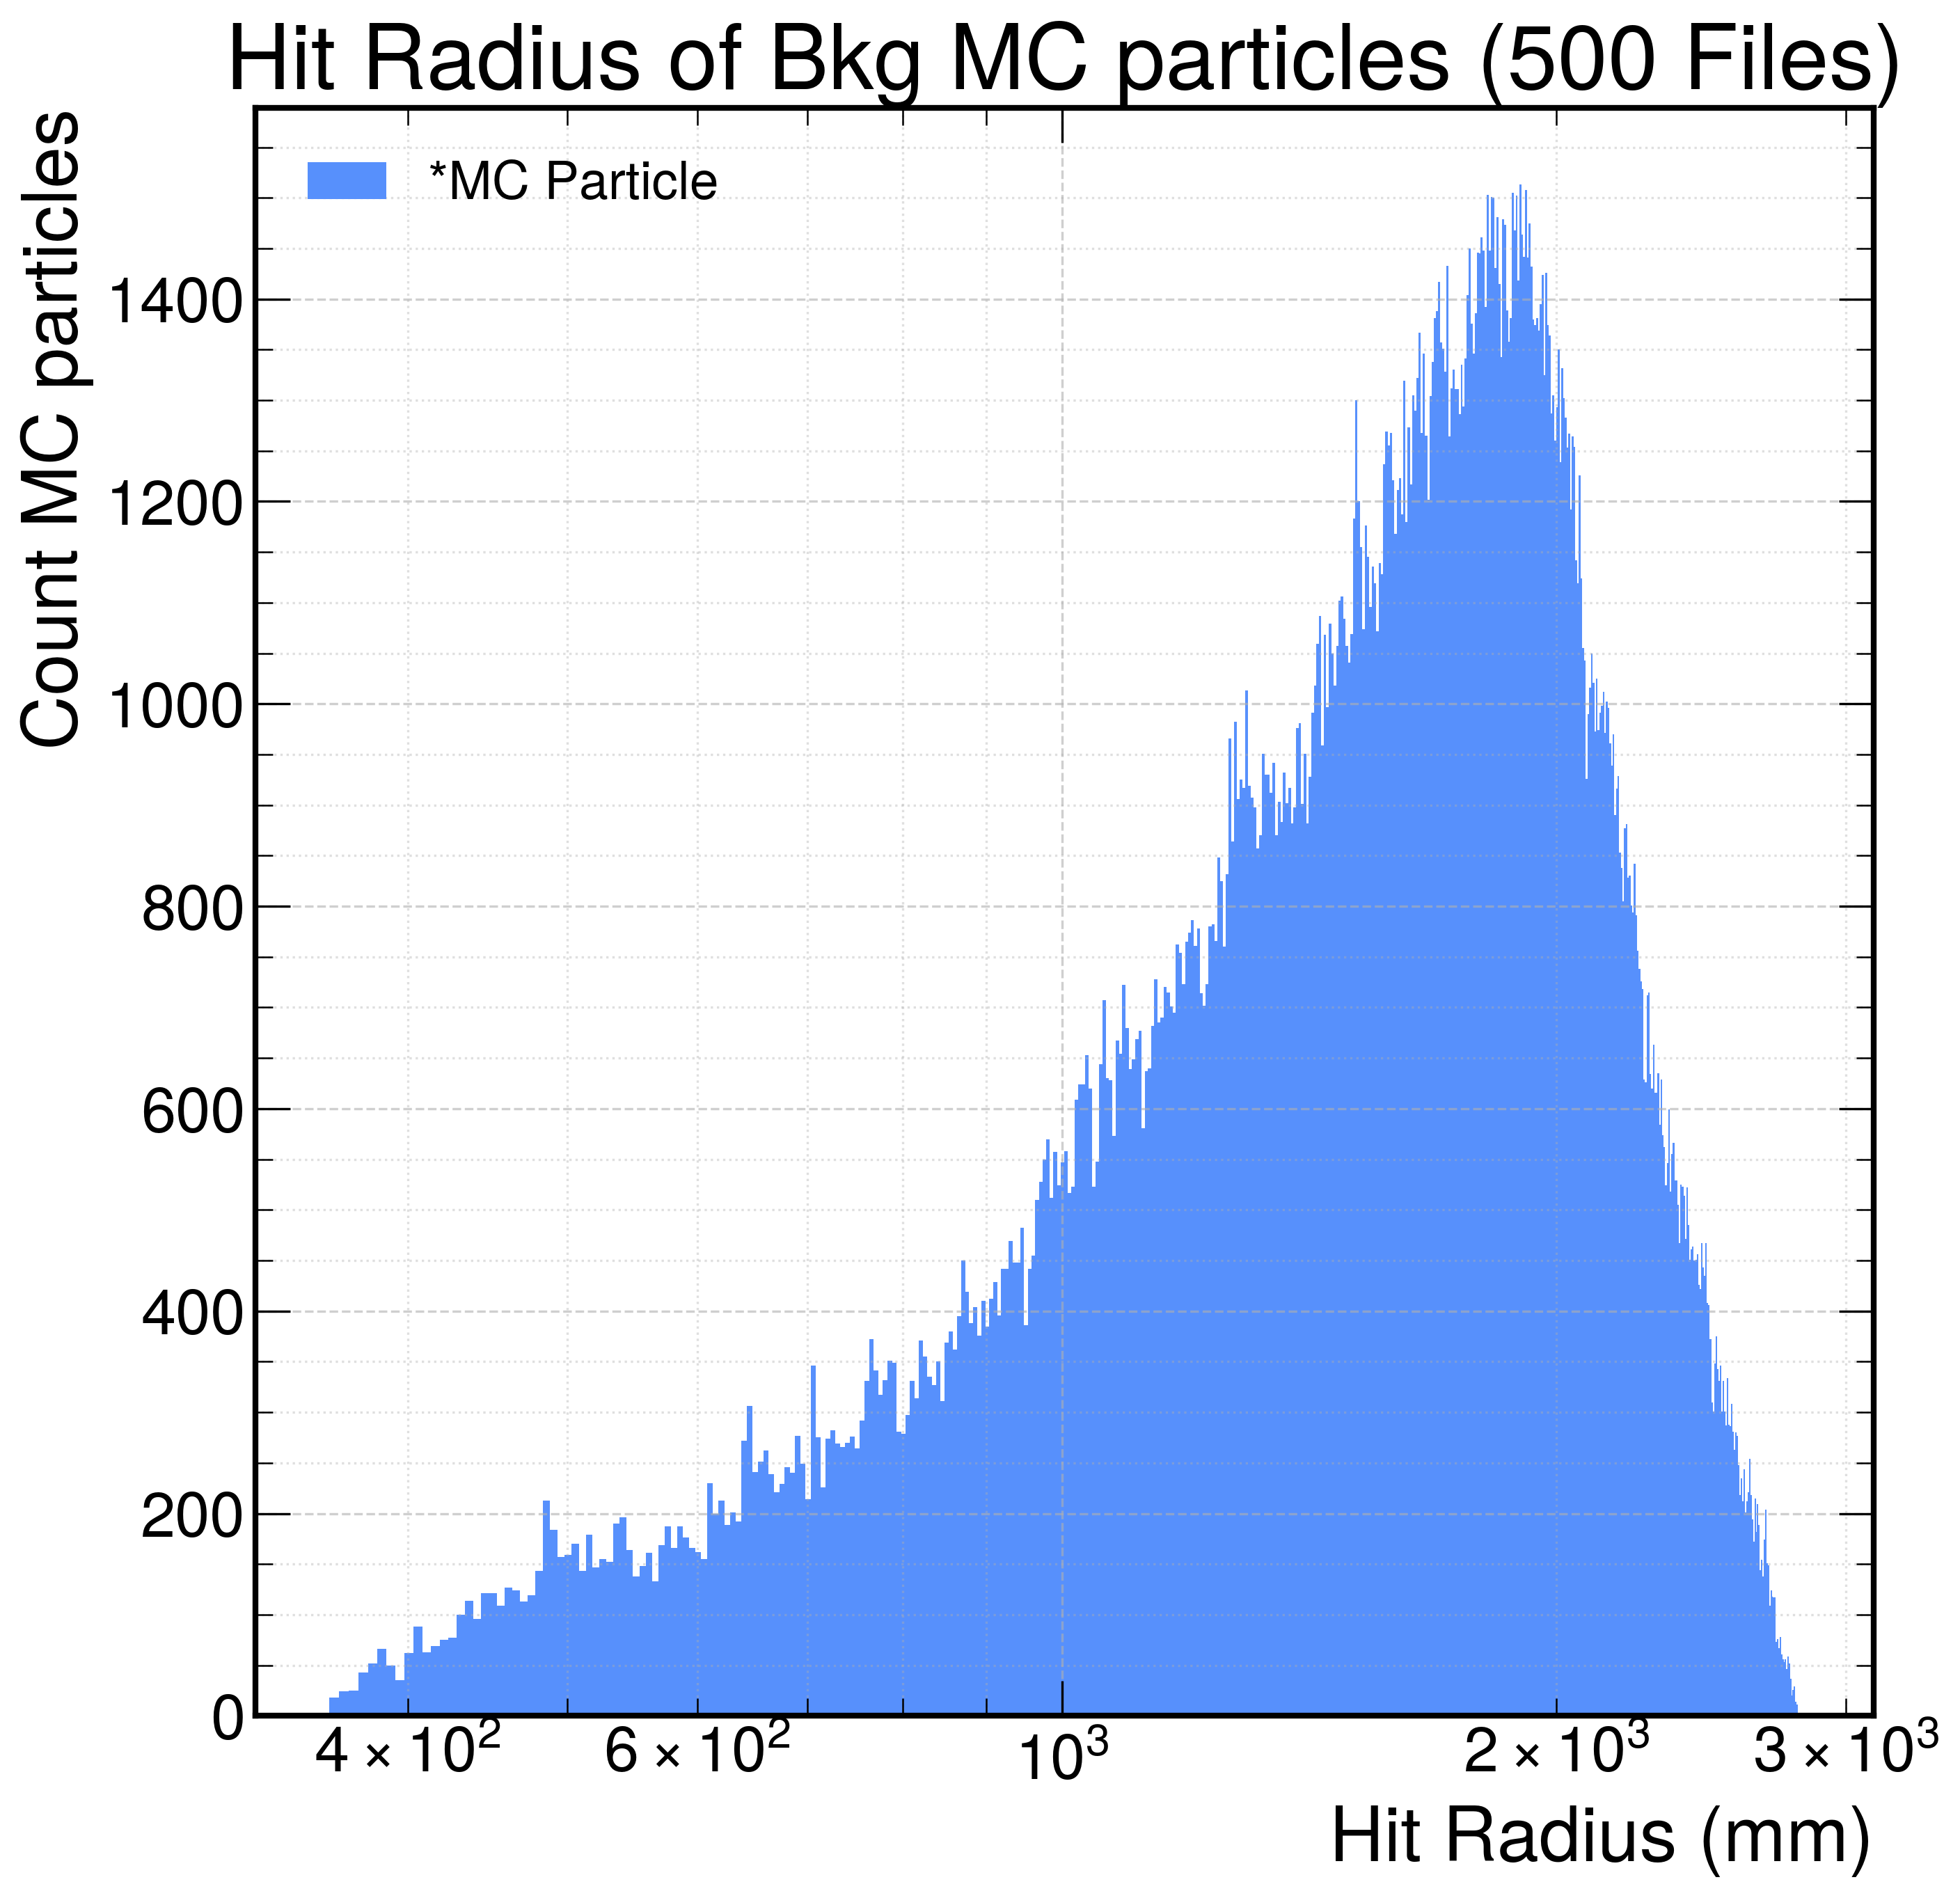 Hit Radius of Bkg MC particles (500 Files)
Count MC particles
*MC Particle
1400
1200
1000
800
600
400
200
0
4 × 10² 6 × 10² 10³ 2 × 10³ 3 × 10³
Hit Radius (mm)